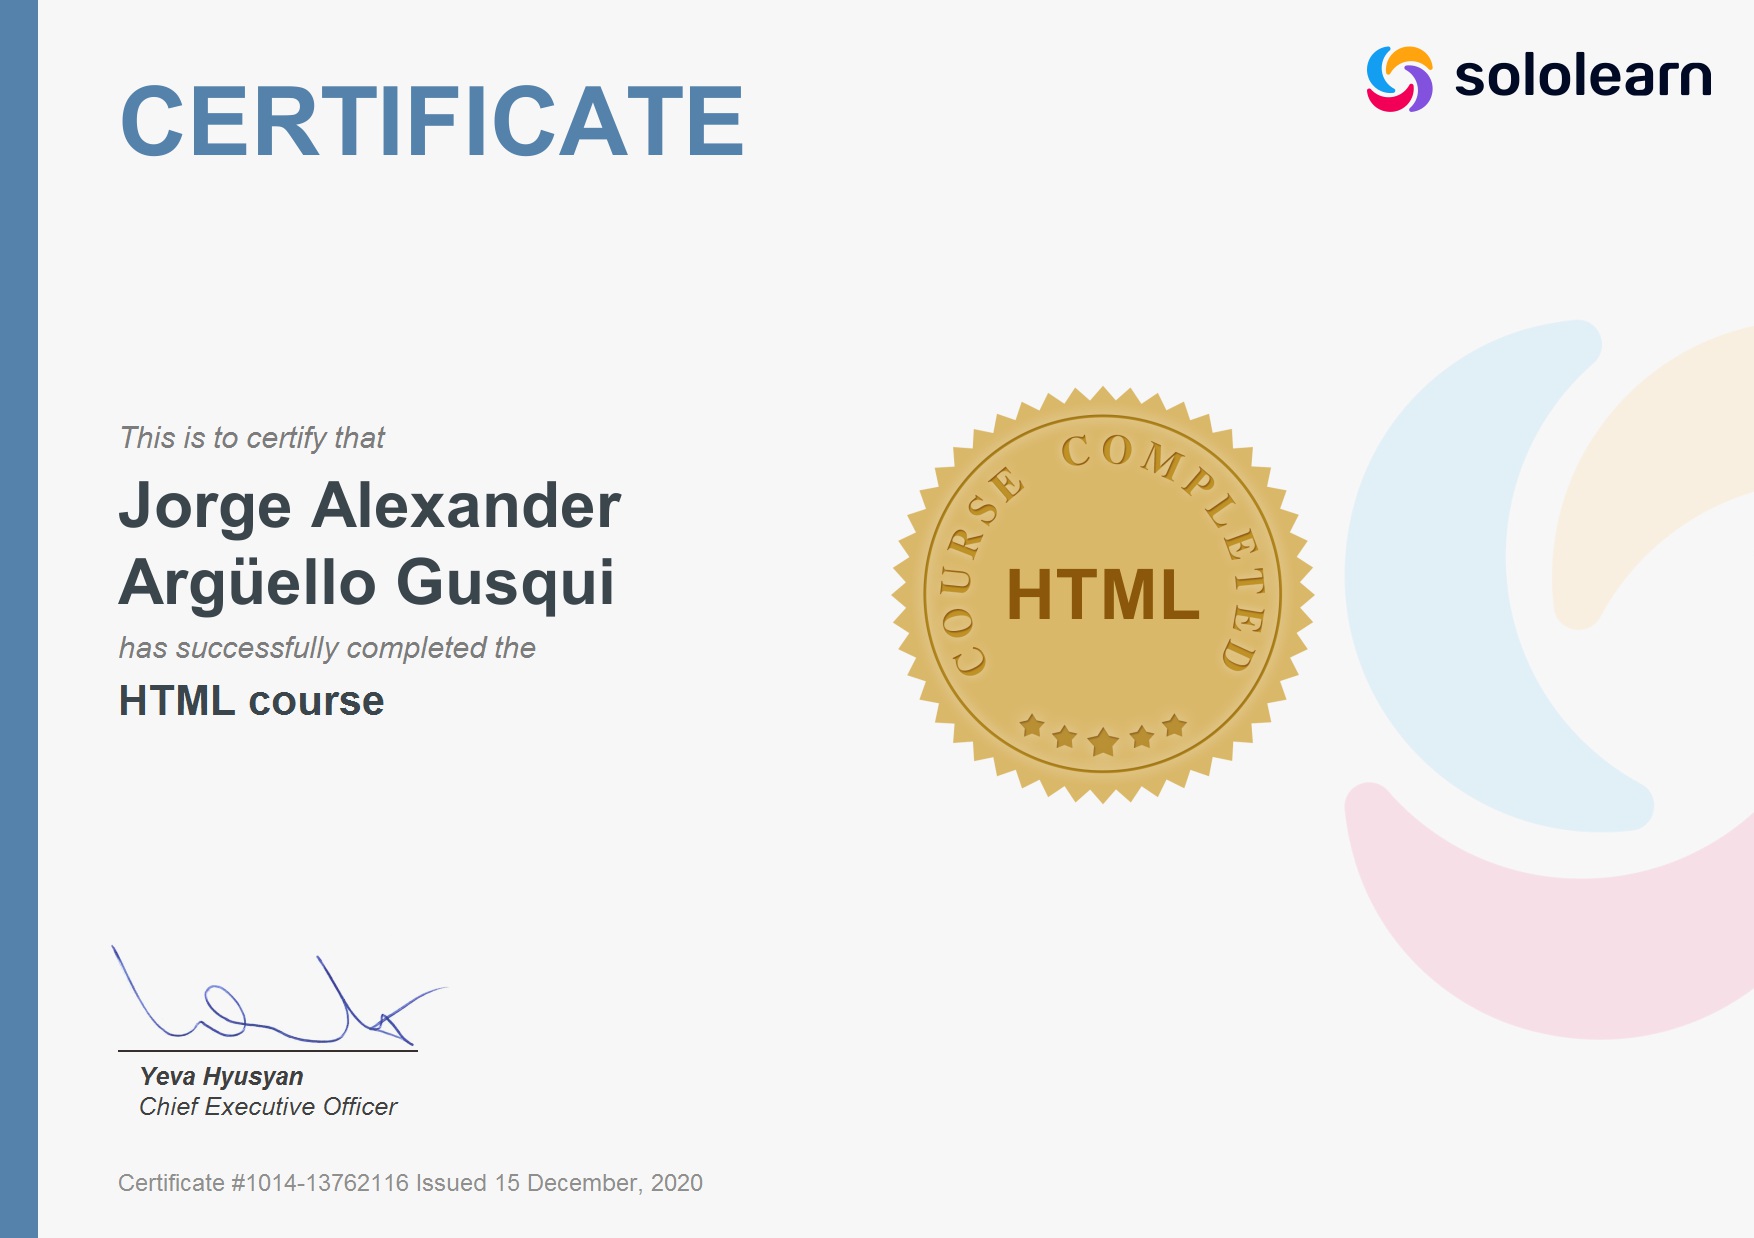 CERTIFICATE
sololearn
This is to certify that
Jorge Alexander
Argüello Gusqui
has successfully completed the
HTML course
COURSE COMPLETED
HTML
Yeva Hyusyan
Chief Executive Officer
Certificate #1014-13762116 Issued 15 December, 2020